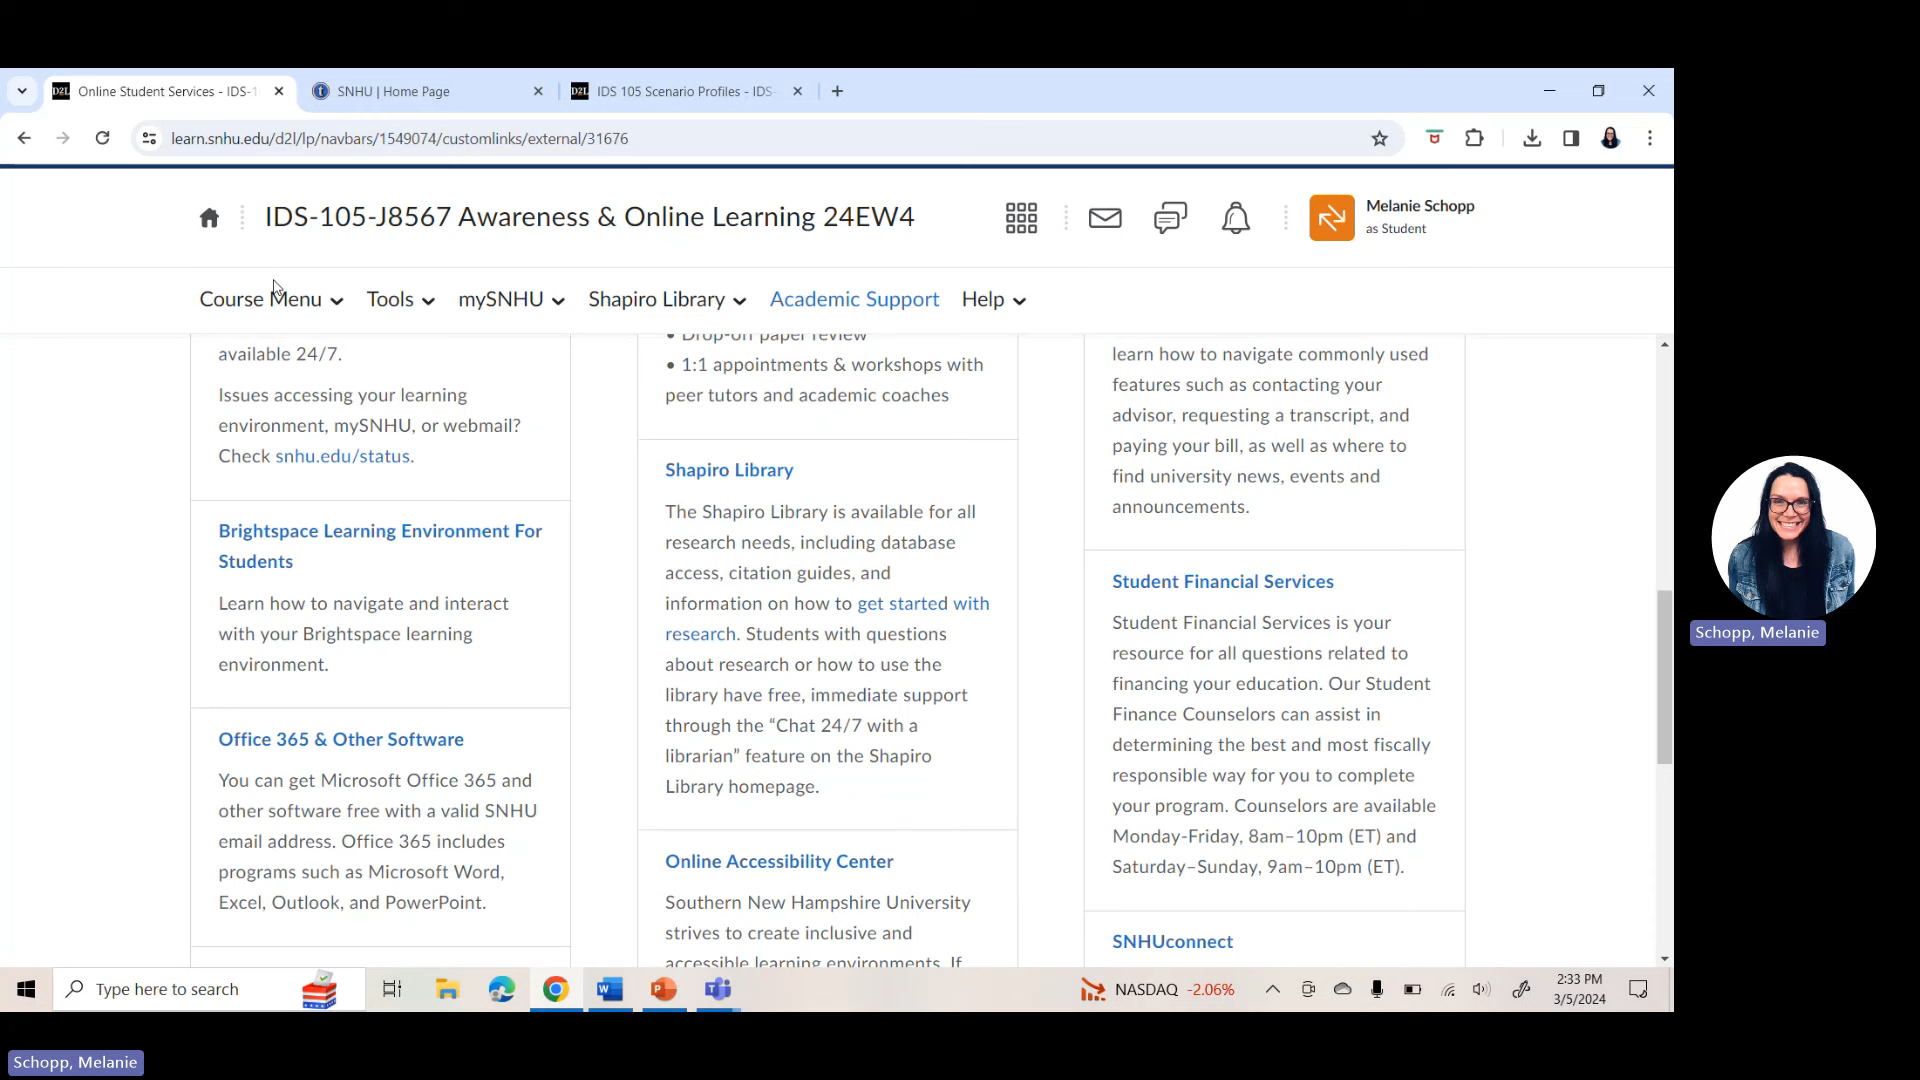 Online Student Services - IDS-1
SNHU | Home Page
IDS 105 Scenario Profiles - IDS-
learn.snhu.edu/d2l/lp/navbars/1549074/customlinks/external/31676
IDS-105-J8567 Awareness & Online Learning 24EW4
Melanie Schopp
as Student
Course Menu
Tools
mySNHU
Shapiro Library
Academic Support
Help
available 24/7.
Issues accessing your learning
environment, mySNHU, or webmail?
Check snhu.edu/status.
Brightspace Learning Environment For
Students
Learn how to navigate and interact
with your Brightspace learning
environment.
Office 365 & Other Software
You can get Microsoft Office 365 and
other software free with a valid SNHU
email address. Office 365 includes
programs such as Microsoft Word,
Excel, Outlook, and PowerPoint.
• Drop-off paper review
• 1:1 appointments & workshops with
peer tutors and academic coaches
Shapiro Library
The Shapiro Library is available for all
research needs, including database
access, citation guides, and
information on how to get started with
research. Students with questions
about research or how to use the
library have free, immediate support
through the “Chat 24/7 with a
librarian” feature on the Shapiro
Library homepage.
Online Accessibility Center
Southern New Hampshire University
strives to create inclusive and
accessible learning environments. If
learn how to navigate commonly used
features such as contacting your
advisor, requesting a transcript, and
paying your bill, as well as where to
find university news, events and
announcements.
Student Financial Services
Student Financial Services is your
resource for all questions related to
financing your education. Our Student
Finance Counselors can assist in
determining the best and most fiscally
responsible way for you to complete
your program. Counselors are available
Monday-Friday, 8am–10pm (ET) and
Saturday–Sunday, 9am–10pm (ET).
SNHUconnect
Schopp, Melanie
Type here to search
NASDAQ -2.06%
2:33 PM
3/5/2024
Schopp, Melanie